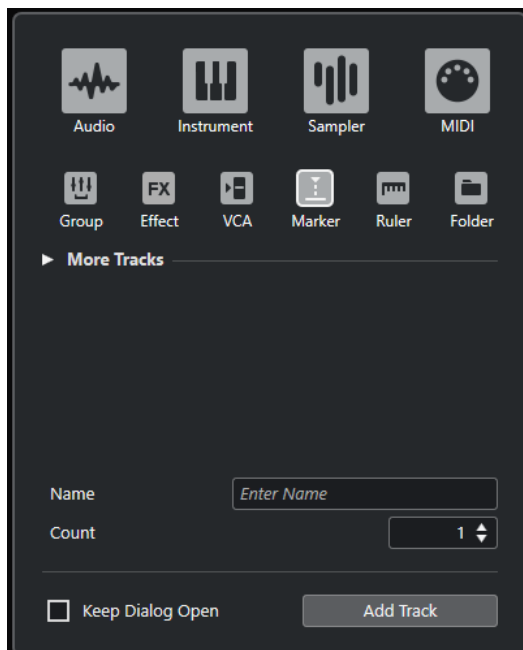 Audio Instrument Sampler MIDI
FX
Group Effect VCA Marker Ruler Folder
More Tracks
Name Enter Name
Count 1
Keep Dialog Open Add Track